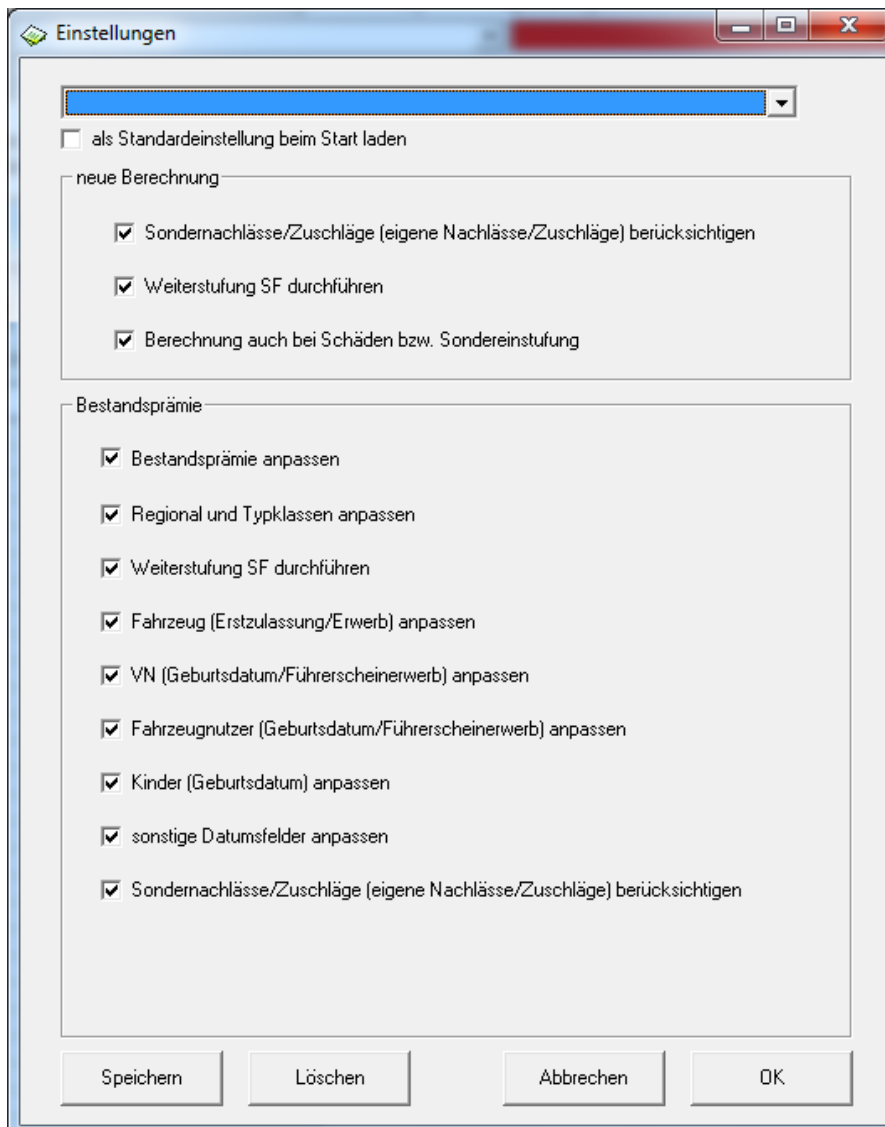 Einstellungen
als Standardeinstellung beim Start laden
neue Berechnung
Sondernachlässe/Zuschläge (eigene Nachlässe/Zuschläge) berücksichtigen
Weiterstufung SF durchführen
Berechnung auch bei Schäden bzw. Sondereinstufung
Bestandsprämie
Bestandsprämie anpassen
Regional und Typklassen anpassen
Weiterstufung SF durchführen
Fahrzeug (Erstzulassung/Erwerb) anpassen
VN (Geburtsdatum/Führerscheinerwerb) anpassen
Fahrzeugnutzer (Geburtsdatum/Führerscheinerwerb) anpassen
Kinder (Geburtsdatum) anpassen
sonstige Datumsfelder anpassen
Sondernachlässe/Zuschläge (eigene Nachlässe/Zuschläge) berücksichtigen
Speichern Löschen Abbrechen OK